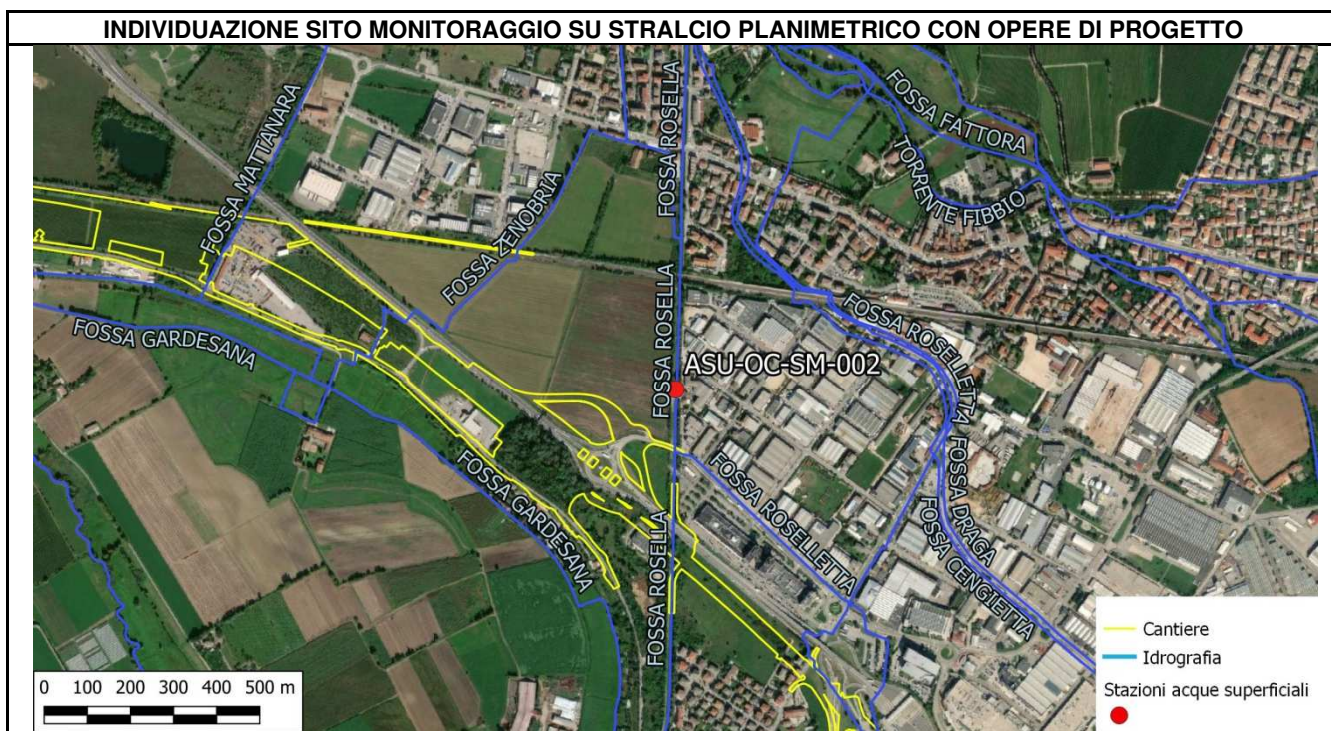 INDIVIDUAZIONE SITO MONITORAGGIO SU STRALCIO PLANIMETRICO CON OPERE DI PROGETTO
FOSSA MATTANARA
FOSSA ZENOBRIA
FOSSA ROSELLA
FOSSA FATTORA
TORRENTE FIBBIO
FOSSA GARDESANA
FOSSA ROSELLA
FOSSA ROSELLA
ASU-OC-SM-002
FOSSA ROSELLETTA
FOSSA DRAGA
FOSSA ROSELLETTA
FOSSA CENGIETTA
FOSSA GARDESANA
FOSSA ROSELLA
0 100 200 300 400 500 m
Cantiere
Idrografia
Stazioni acque superficiali